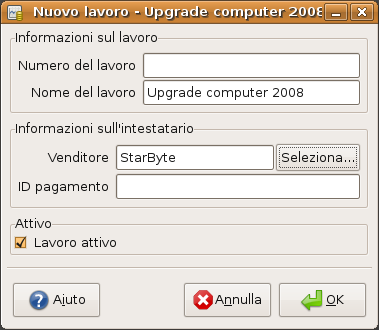 Nuovo lavoro - Upgrade computer 2008
Informazioni sul lavoro
Numero del lavoro
Nome del lavoro Upgrade computer 2008
Informazioni sull'intestatario
Venditore StarByte Seleziona...
ID pagamento
Attivo
Lavoro attivo
Aiuto Annulla OK